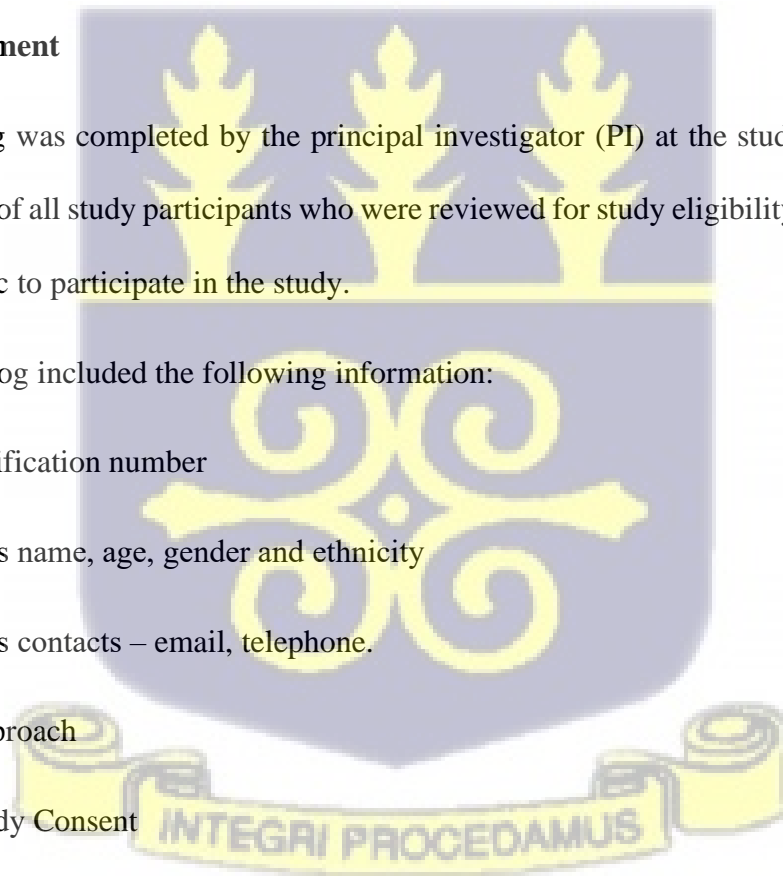 ment
g was completed by the principal investigator (PI) at the stud
of all study participants who were reviewed for study eligibility
c to participate in the study.
og included the following information:
ification number
s name, age, gender and ethnicity
s contacts – email, telephone.
proach
dy Consent
INTEGRI PROCEDAMUS